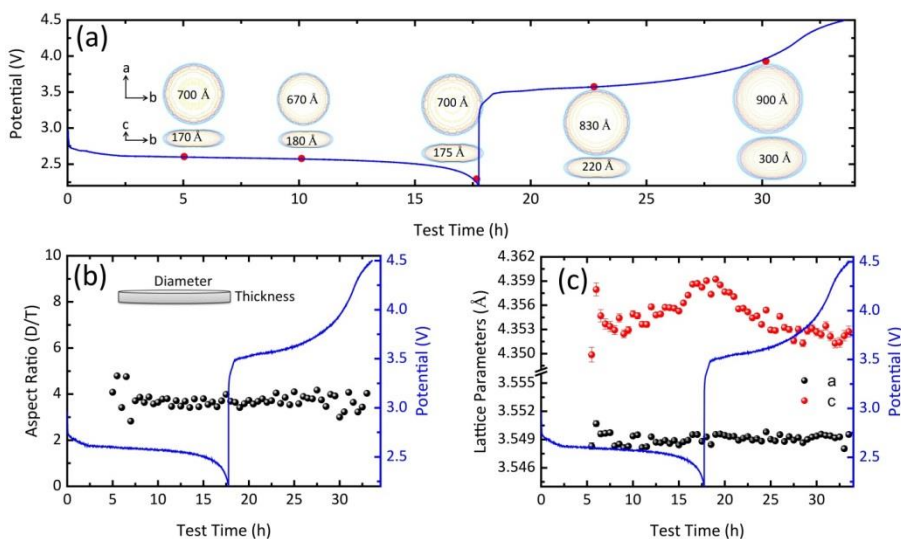 (a)
Potential (V)
4.5
4.0
3.5
3.0
2.5
a
b
c
b
700 Å
170 Å
670 Å
180 Å
700 Å
175 Å
830 Å
220 Å
900 Å
300 Å
0 5 10 15 20 25 30
Test Time (h)
(b)
Aspect Ratio (D/T)
10
8
6
4
2
0
Diameter
Thickness
4.5
4.0
3.5
3.0
2.5
Potential (V)
0 5 10 15 20 25 30
Test Time (h)
(c)
Lattice Parameters (Å)
4.362
4.359
4.356
4.353
4.350
3.555
3.552
3.549
3.546
a
c
4.5
4.0
3.5
3.0
2.5
Potential (V)
0 5 10 15 20 25 30
Test Time (h)